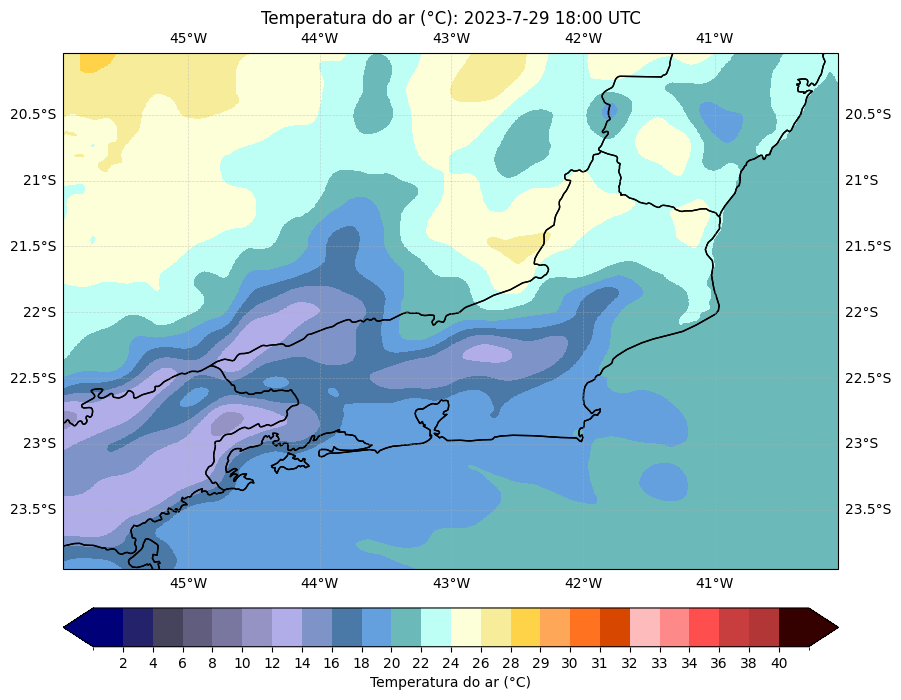 Temperatura do ar (°C): 2023-7-29 18:00 UTC
45°W 44°W 43°W 42°W 41°W
20.5°S 20.5°S
21°S 21°S
21.5°S 21.5°S
22°S 22°S
22.5°S 22.5°S
23°S 23°S
23.5°S 23.5°S
45°W 44°W 43°W 42°W 41°W
2 4 6 8 10 12 14 16 18 20 22 24 26 28 29 30 31 32 33 34 36 38 40
Temperatura do ar (°C)